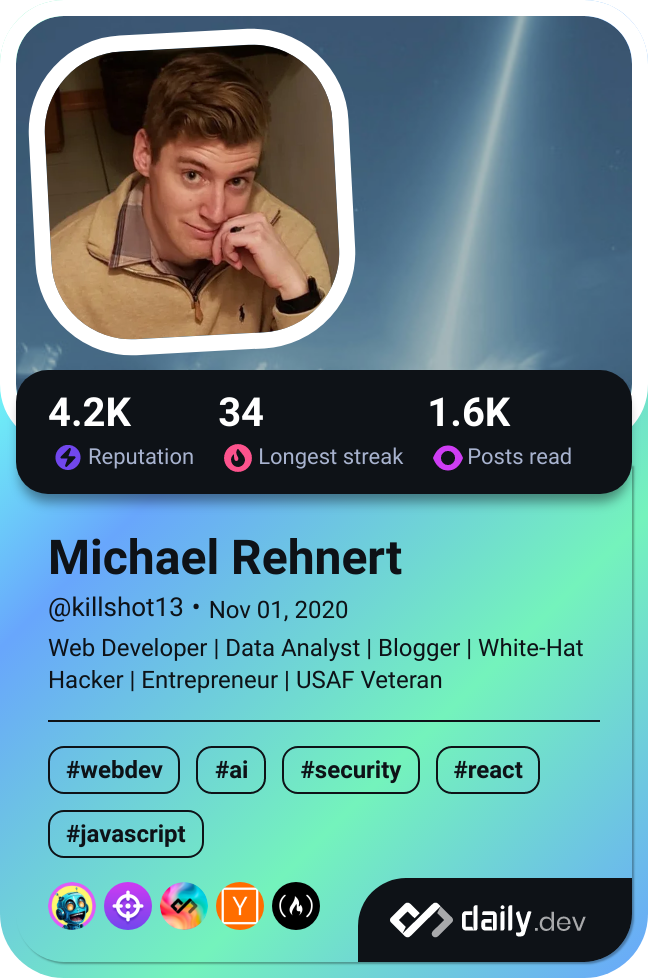 4.2K 34 1.6K
Reputation Longest streak Posts read
Michael Rehnert
@killshot13 • Nov 01, 2020
Web Developer | Data Analyst | Blogger | White-Hat
Hacker | Entrepreneur | USAF Veteran
#webdev #ai #security #react
#javascript
Y
daily.dev